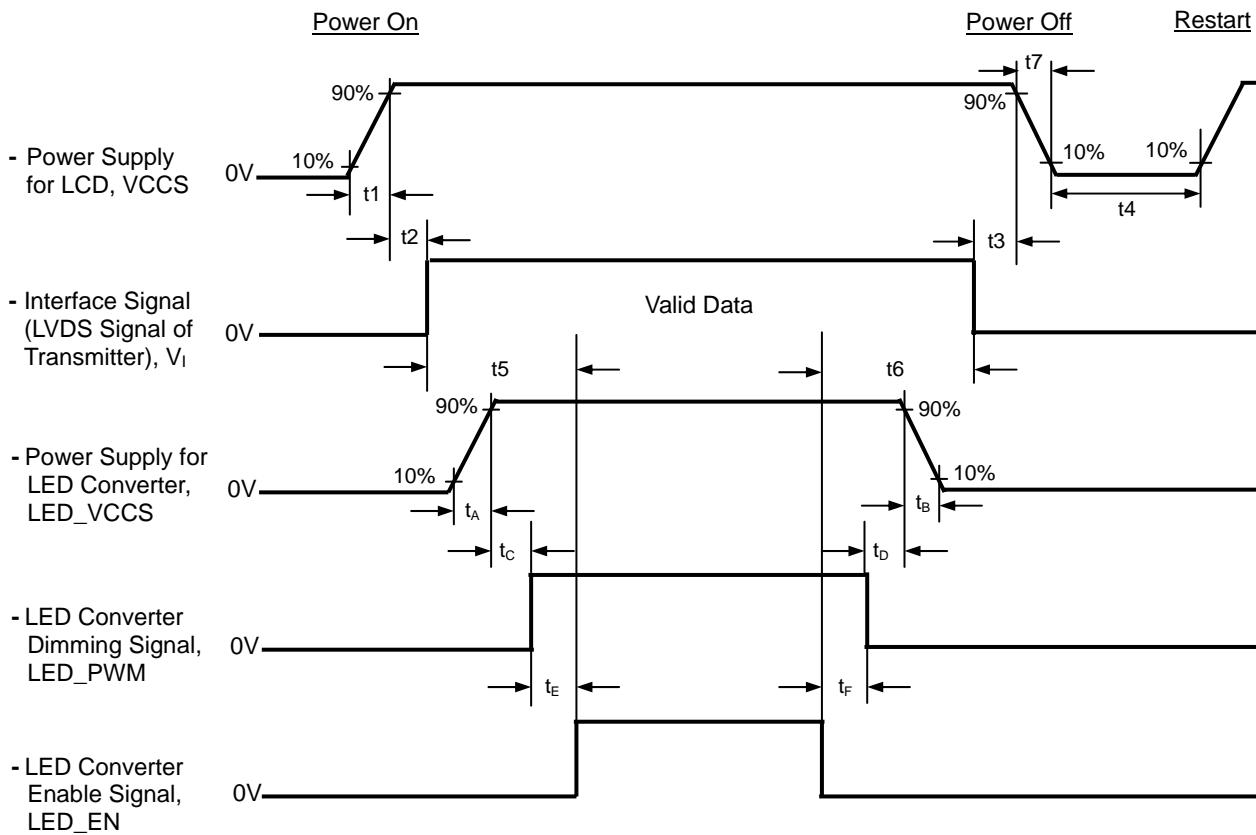 Power On
Power Off
Restart
t7
90%
90%
- Power Supply
for LCD, VCCS
0V
10%
10%
10%
t1
t4
t2
t3
- Interface Signal
(LVDS Signal of
Transmitter), VI
0V
Valid Data
t5
t6
90%
90%
- Power Supply for
LED Converter,
LED_VCCS
0V
10%
10%
tA
tB
tC
tD
- LED Converter
Dimming Signal,
LED_PWM
0V
tE
tF
- LED Converter
Enable Signal,
LED_EN
0V